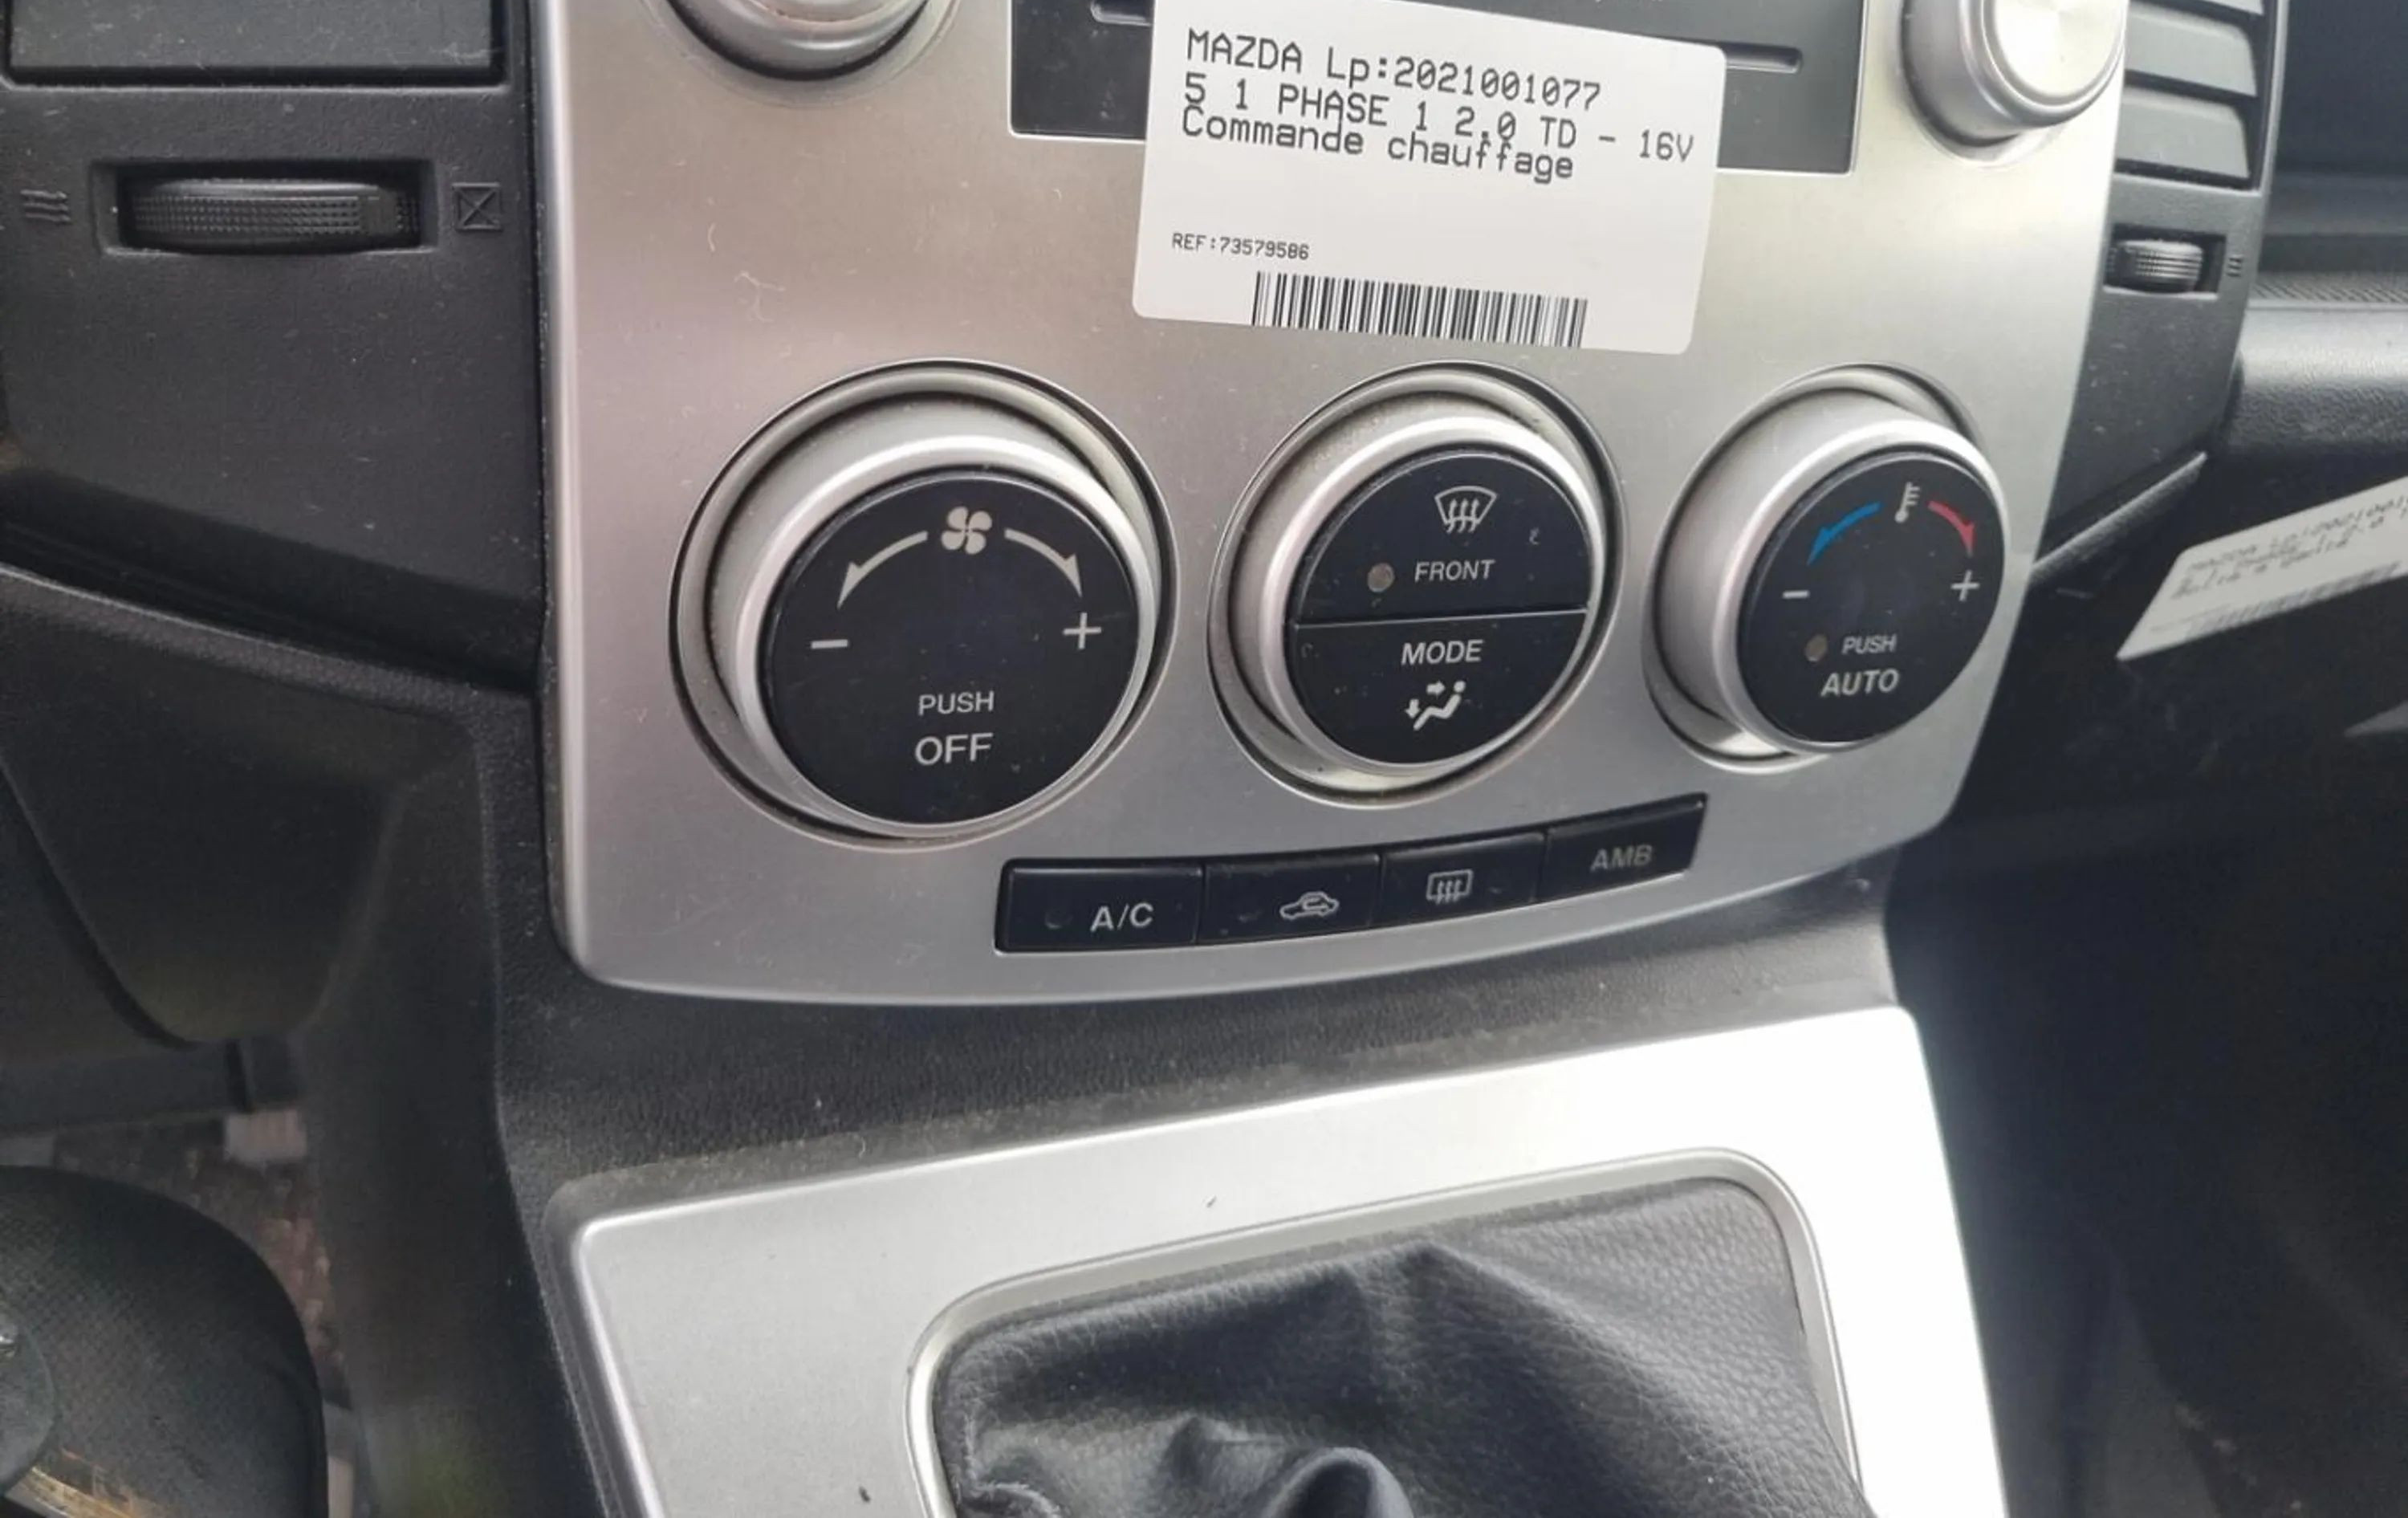 MAZDA Lp:2021001077
5 1 PHASE 1 2.0 TD - 16V
Commande chauffage
REF:73579586
- +
PUSH
OFF
FRONT
MODE
- +
PUSH
AUTO
A/C
AMB
MAZDA